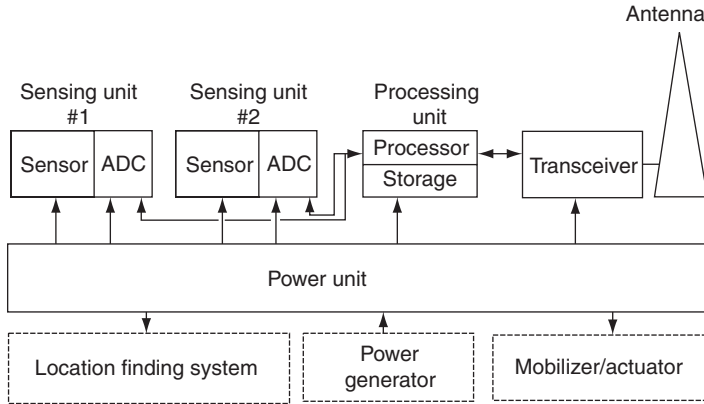 Antenna
Sensing unit
#1
Sensing unit
#2
Processing
unit
Sensor
ADC
Sensor
ADC
Processor
Storage
Transceiver
Power unit
Location finding system
Power
generator
Mobilizer/actuator